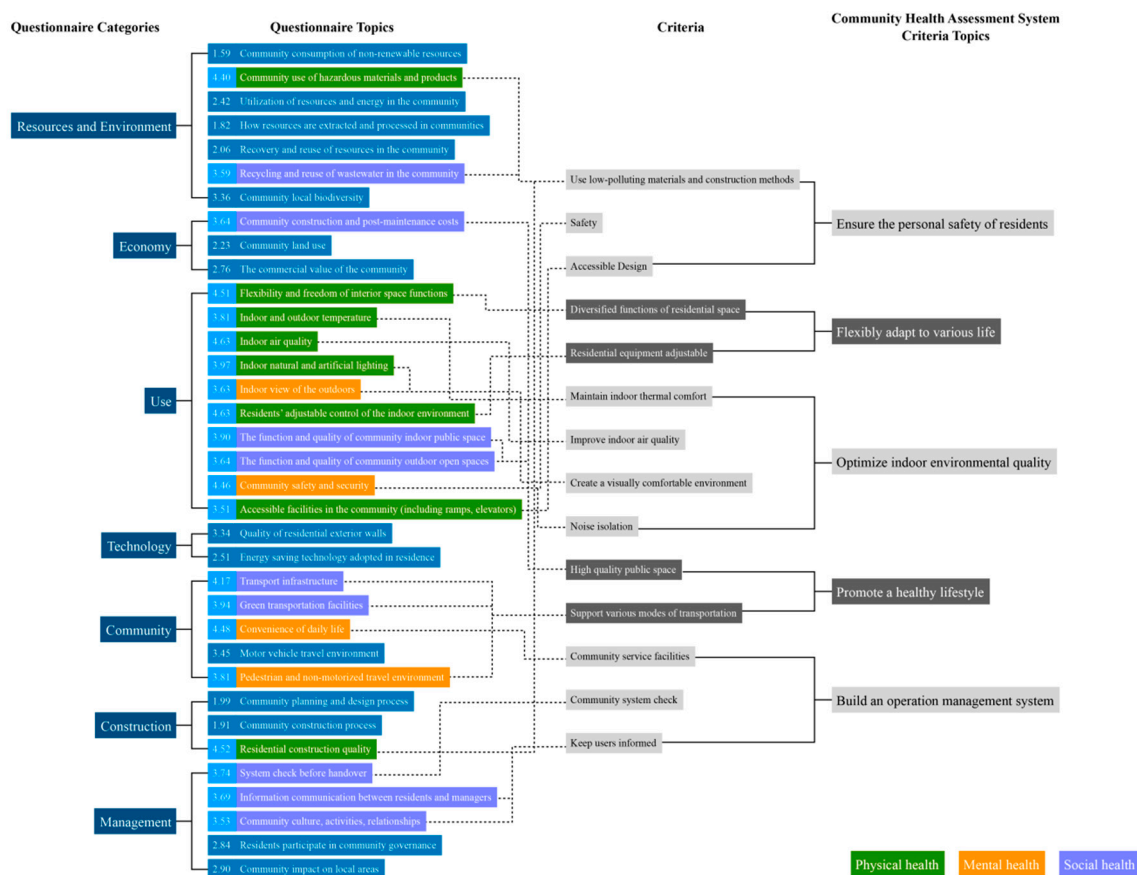 Questionnaire Categories
Questionnaire Topics
Criteria
Community Health Assessment System
Criteria Topics
Resources and Environment
1.59 Community consumption of non-renewable resources
4.40 Community use of hazardous materials and products
2.42 Utilization of resources and energy in the community
1.82 How resources are extracted and processed in communities
2.06 Recovery and reuse of resources in the community
3.59 Recycling and reuse of wastewater in the community
3.36 Community local biodiversity
Economy
3.64 Community construction and post-maintenance costs
2.23 Community land use
2.76 The commercial value of the community
Use
4.51 Flexibility and freedom of interior space functions
3.81 Indoor and outdoor temperature
4.63 Indoor air quality
3.97 Indoor natural and artificial lighting
3.63 Indoor view of the outdoors
4.63 Residents' adjustable control of the indoor environment
3.90 The function and quality of community indoor public space
3.64 The function and quality of community outdoor open spaces
4.46 Community safety and security
3.51 Accessible facilities in the community (including ramps, elevators)
Technology
3.34 Quality of residential exterior walls
2.51 Energy saving technology adopted in residence
Community
4.17 Transport infrastructure
3.94 Green transportation facilities
4.48 Convenience of daily life
3.45 Motor vehicle travel environment
3.81 Pedestrian and non-motorized travel environment
Construction
1.99 Community planning and design process
1.91 Community construction process
4.52 Residential construction quality
Management
3.74 System check before handover
3.69 Information communication between residents and managers
3.53 Community culture, activities, relationships
2.84 Residents participate in community governance
2.90 Community impact on local areas
Use low-polluting materials and construction methods
Safety
Accessible Design
Diversified functions of residential space
Residential equipment adjustable
Maintain indoor thermal comfort
Improve indoor air quality
Create a visually comfortable environment
Noise isolation
High quality public space
Support various modes of transportation
Community service facilities
Community system check
Keep users informed
Ensure the personal safety of residents
Flexibly adapt to various life
Optimize indoor environmental quality
Promote a healthy lifestyle
Build an operation management system
Physical health
Mental health
Social health